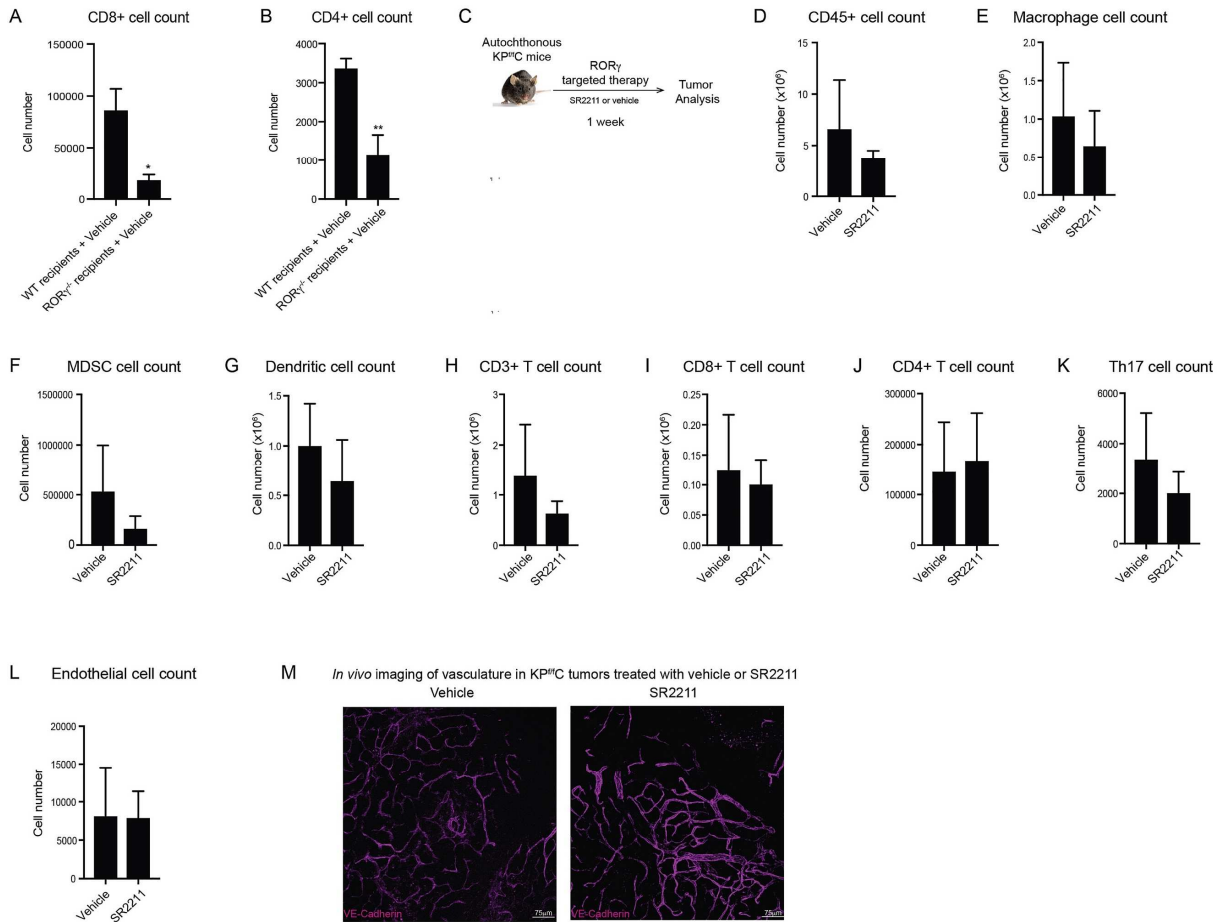 A CD8+ cell count
Cell number
150000
100000
50000
0
*
WT recipients + Vehicle
RORγ-/- recipients + Vehicle
B CD4+ cell count
Cell number
4000
3000
2000
1000
0
**
WT recipients + Vehicle
RORγ-/- recipients + Vehicle
C
Autochthonous
KPf/fC mice
RORγ
targeted therapy
SR2211 or vehicle
1 week
Tumor
Analysis
D CD45+ cell count
Cell number (x10⁶)
15
10
5
0
Vehicle
SR2211
E Macrophage cell count
Cell number (x10⁶)
2.0
1.5
1.0
0.5
0.0
Vehicle
SR2211
F MDSC cell count
Cell number
1500000
1000000
500000
0
Vehicle
SR2211
G Dendritic cell count
Cell number (x10⁶)
1.5
1.0
0.5
0.0
Vehicle
SR2211
H CD3+ T cell count
Cell number (x10⁶)
3
2
1
0
Vehicle
SR2211
I CD8+ T cell count
Cell number (x10⁶)
0.25
0.20
0.15
0.10
0.05
0.00
Vehicle
SR2211
J CD4+ T cell count
Cell number
300000
200000
100000
0
Vehicle
SR2211
K Th17 cell count
Cell number
6000
4000
2000
0
Vehicle
SR2211
L Endothelial cell count
Cell number
20000
15000
10000
5000
0
Vehicle
SR2211
M In vivo imaging of vasculature in KPf/fC tumors treated with vehicle or SR2211
Vehicle
VE-Cadherin
75μm
SR2211
VE-Cadherin
75μm